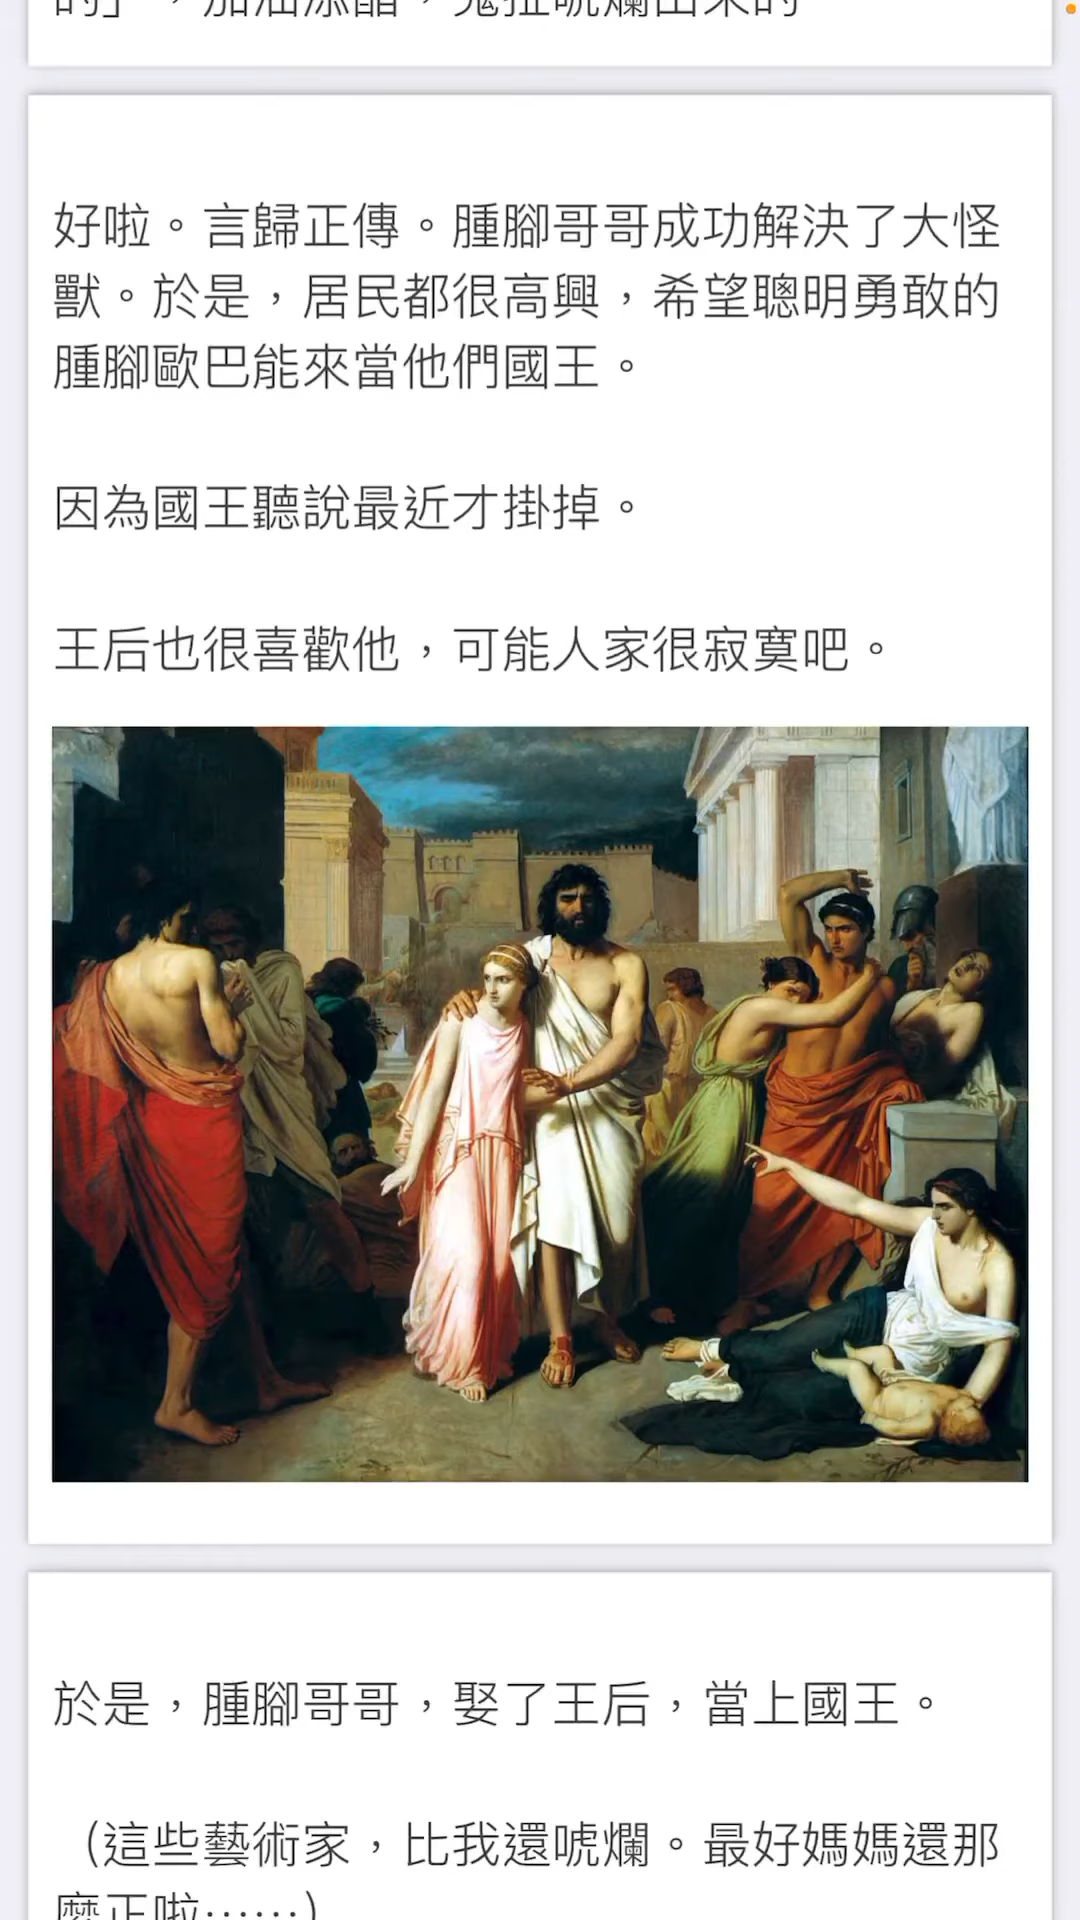 好啦。言歸正傳。腫腳哥哥成功解決了大怪
獸。於是，居民都很高興，希望聰明勇敢的
腫腳歐巴能來當他們國王。
因為國王聽說最近才掛掉。
王后也很喜歡他，可能人家很寂寞吧。
於是，腫腳哥哥，娶了王后，當上國王。
（這些藝術家，比我還唬爛。最好媽媽還那
麼正啦⋯⋯）